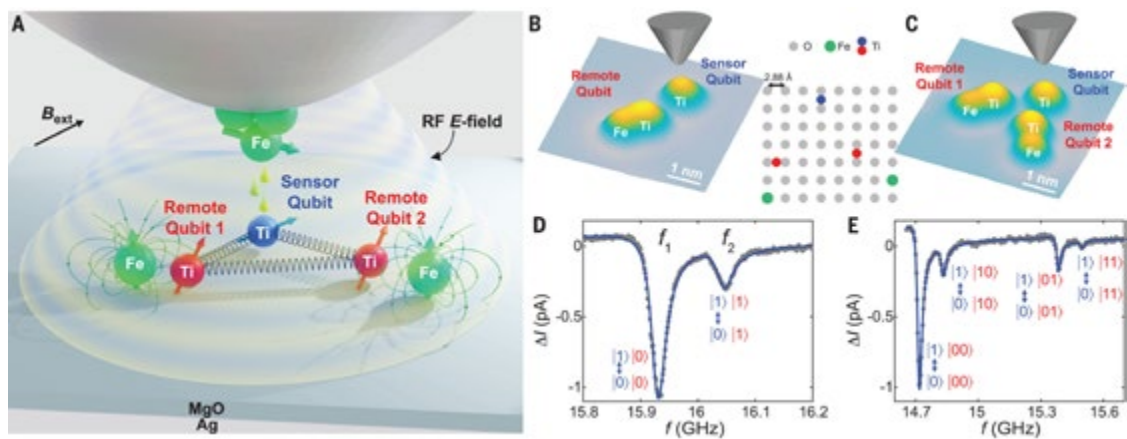 A
B_ext
RF E-field
Fe
Sensor
Qubit
Remote
Qubit 1
Remote
Qubit 2
Ti
Fe
Ti
Ti
Fe
MgO
Ag
B
Remote
Qubit
Sensor
Qubit
Ti
Fe Ti
1 nm
O Fe Ti
2.88 Å
C
Remote
Qubit 1
Sensor
Qubit
Fe Ti
Ti
Ti
Fe
Remote
Qubit 2
1 nm
D
f₁
f₂
|1⟩ |1⟩
|0⟩ |1⟩
|1⟩ |0⟩
|0⟩ |0⟩
0
-0.5
-1
ΔI (pA)
15.8 15.9 16 16.1 16.2
f (GHz)
E
|1⟩ |10⟩
|0⟩ |10⟩
|1⟩ |01⟩
|0⟩ |01⟩
|1⟩ |11⟩
|0⟩ |11⟩
|1⟩ |00⟩
|0⟩ |00⟩
0
-0.5
-1
ΔI (pA)
14.7 15 15.3 15.6
f (GHz)